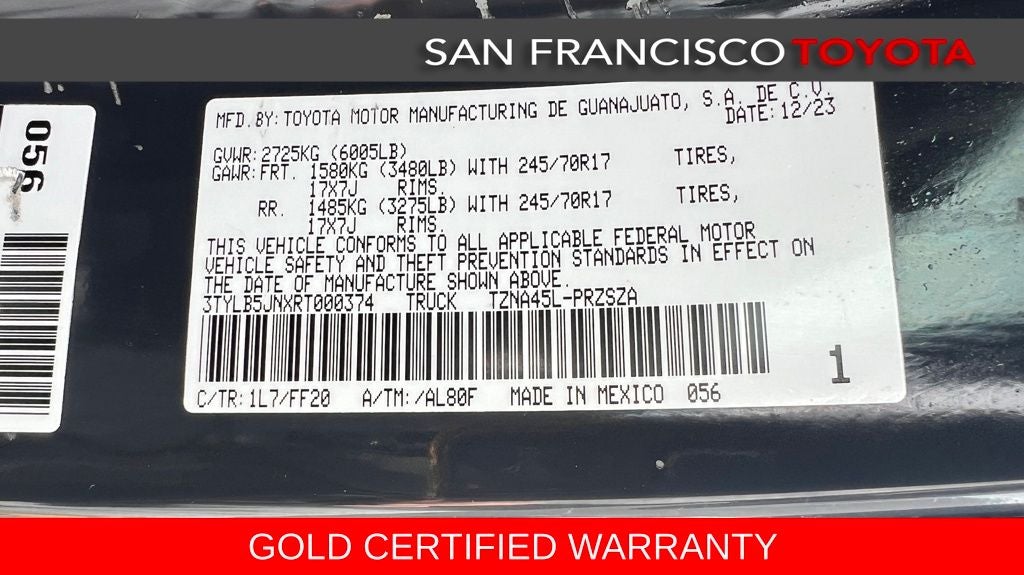 SAN FRANCISCO TOYOTA
056
MFD.BY:TOYOTA MOTOR MANUFACTURING DE GUANAJUATO, S.A. DE C.V.
DATE:12/23
GVWR:2725KG (6005LB)
GAWR:FRT. 1580KG (3480LB) WITH 245/70R17 TIRES,
17X7J RIMS.
RR. 1485KG (3275LB) WITH 245/70R17 TIRES,
17X7J RIMS.
THIS VEHICLE CONFORMS TO ALL APPLICABLE FEDERAL MOTOR
VEHICLE SAFETY AND THEFT PREVENTION STANDARDS IN EFFECT ON
THE DATE OF MANUFACTURE SHOWN ABOVE.
3TYLB5JNXRT000374 TRUCK TZNA45L-PRZSZA
1
C/TR:1L7/FF20 A/TM:/AL80F MADE IN MEXICO 056
GOLD CERTIFIED WARRANTY